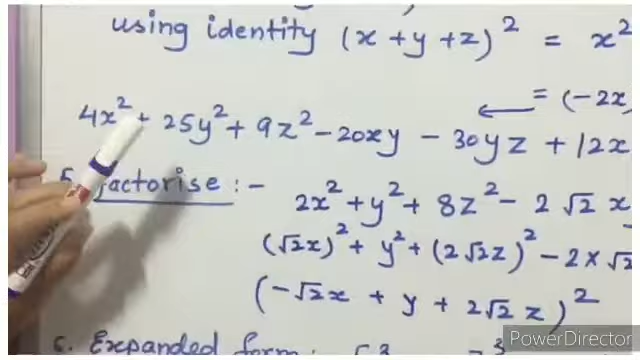 using identity (x + y + z)² = x²
= (-2x
4x² + 25y² + 9z² - 20xy - 30yz + 12x
5. factorise :-
2x² + y² + 8z² - 2√2 x
(√2x)² + y² + (2√2z)² - 2 × √2
(-√2x + y + 2√2 z)²
6. Expanded form :
PowerDirector